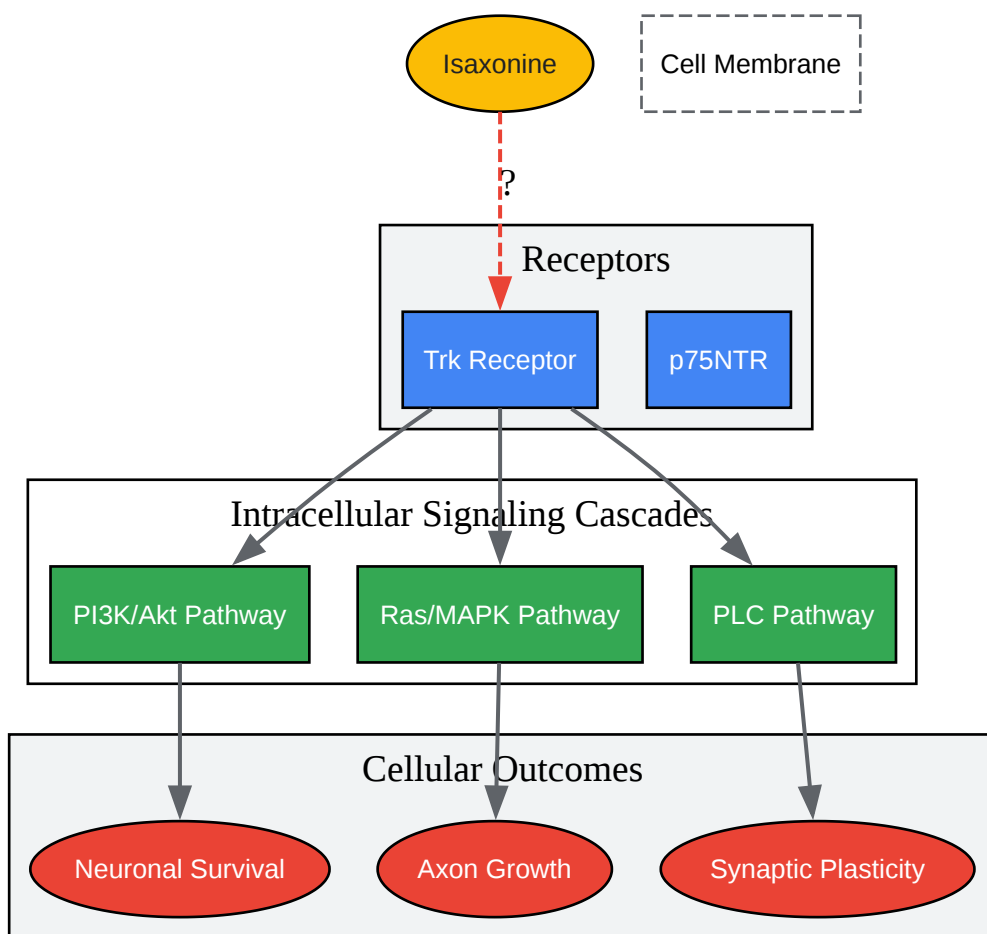 Isaxonine
Cell Membrane
?
Receptors
Trk Receptor
p75NTR
Intracellular Signaling Cascades
PI3K/Akt Pathway
Ras/MAPK Pathway
PLC Pathway
Cellular Outcomes
Neuronal Survival
Axon Growth
Synaptic Plasticity